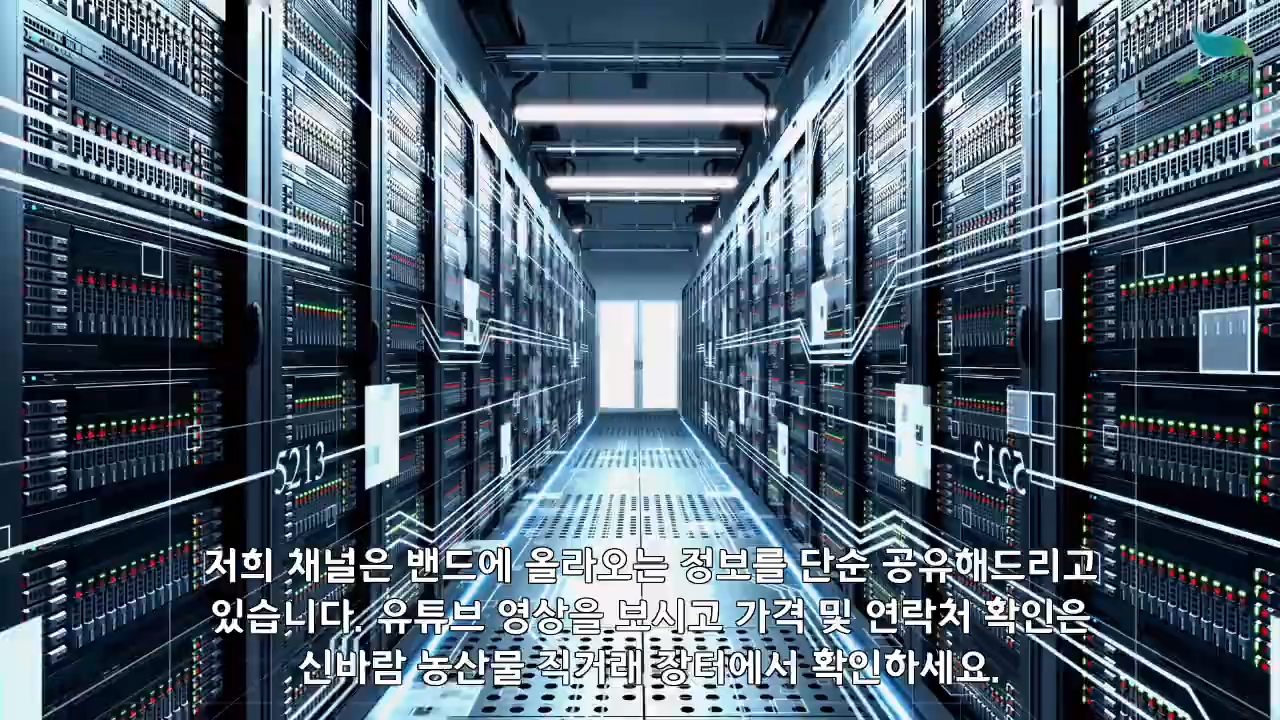 5213
5213
저희 채널은 밴드에 올라오는 정보를 단순 공유해드리고
있습니다. 유튜브 영상을 보시고 가격 및 연락처 확인은
신바람 농산물 직거래 장터에서 확인하세요.